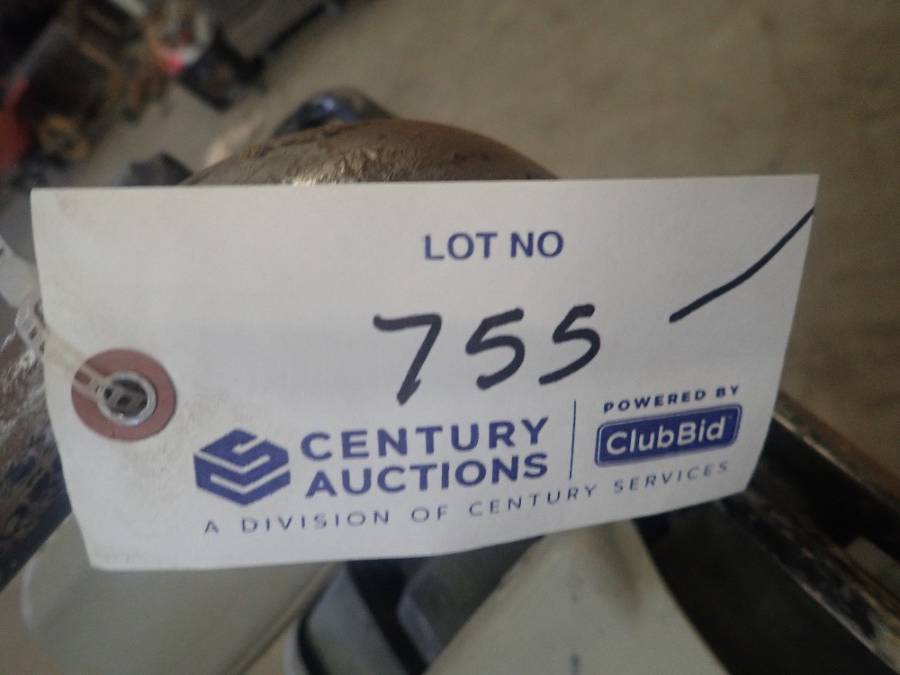 LOT NO
755
CENTURY
AUCTIONS
POWERED BY
ClubBid
A DIVISION OF CENTURY SERVICES